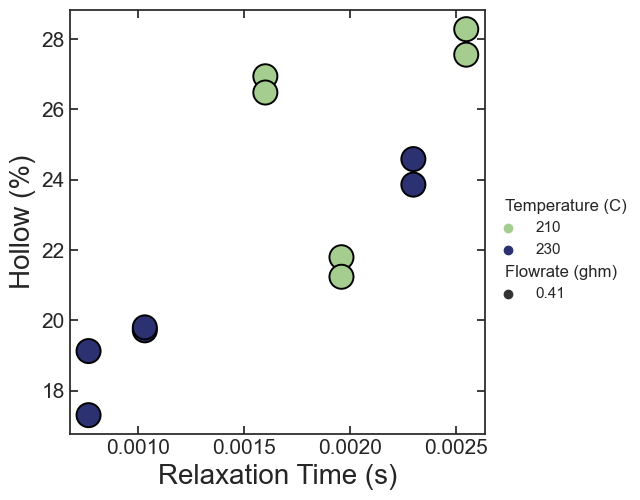 28
26
24
22
20
18
Hollow (%)
0.0010 0.0015 0.0020 0.0025
Relaxation Time (s)
Temperature (C)
210
230
Flowrate (ghm)
0.41